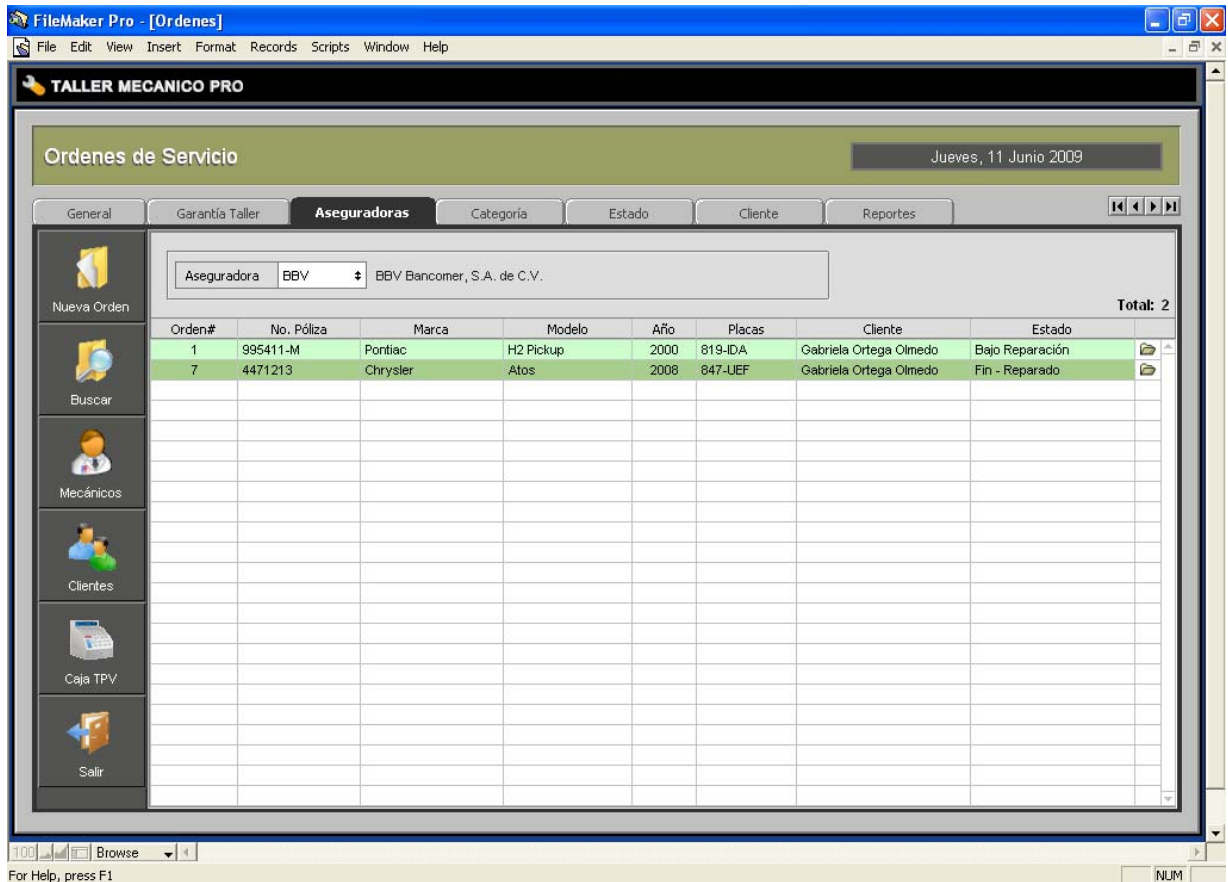 FileMaker Pro - [Ordenes]
File Edit View Insert Format Records Scripts Window Help
TALLER MECANICO PRO
Ordenes de Servicio
Jueves, 11 Junio 2009
General Garantía Taller Aseguradoras Categoría Estado Cliente Reportes
Nueva Orden
Buscar
Mecánicos
Clientes
Caja TPV
Salir
Aseguradora BBV BBV Bancomer, S.A. de C.V.
Total: 2
Orden# No. Póliza Marca Modelo Año Placas Cliente Estado
1 995411-M Pontiac H2 Pickup 2000 819-IDA Gabriela Ortega Olmedo Bajo Reparación
7 4471213 Chrysler Atos 2008 847-UEF Gabriela Ortega Olmedo Fin - Reparado
100 Browse
For Help, press F1
NUM